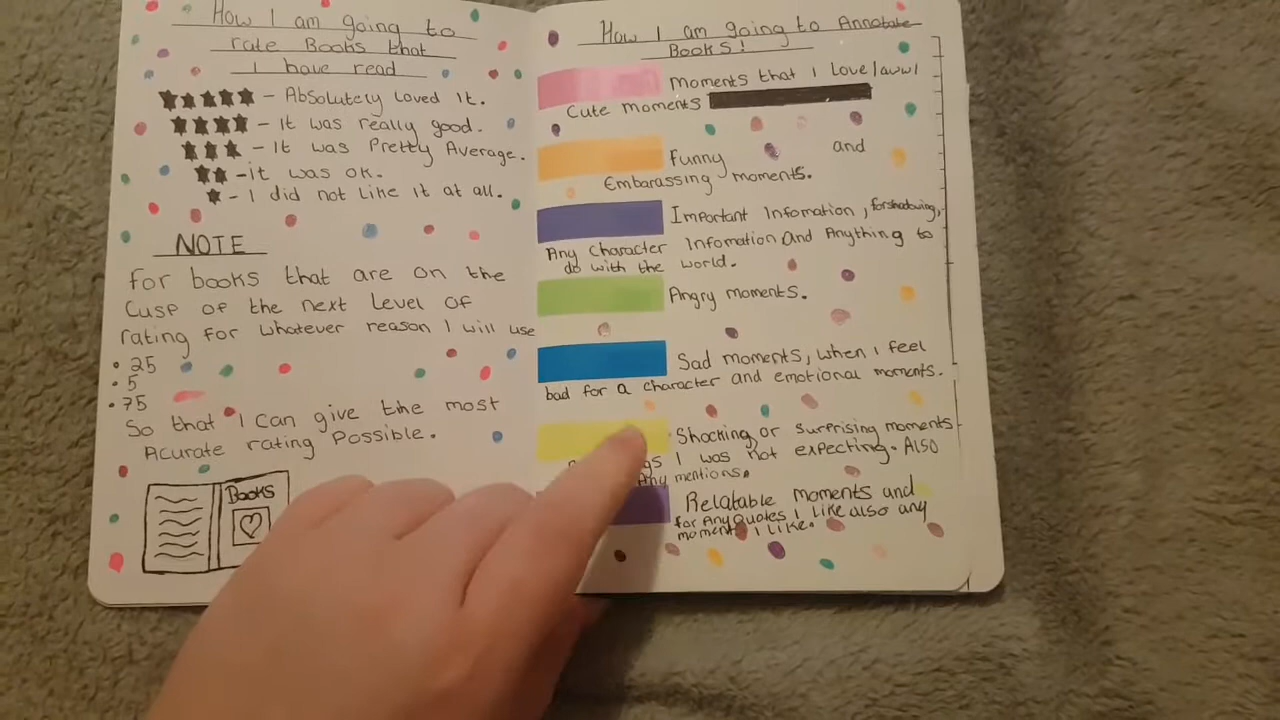 How I am going to
rate Books that
I have read
- Absolutely Loved It.
- It was really good.
- It was Pretty Average.
- It was ok.
- I did not like it at all.
NOTE
for books that are on the
Cusp of the next Level of
rating for whatever reason I will use
• 25
• 5
• 75
So that I Can give the most
Acurate rating Possible.
Books
How I am going to Annotate
Books!
Moments that I Love/aww/
Cute moments
Funny and
Embarassing moments.
Important Infomation, forshadowing,
Any Character Infomation and Anything to
do with the world.
Angry moments.
Sad moments, when I feel
bad for a character and emotional moments.
Shocking or surprising moments
I was not expecting. Also
Any mentions.
Relatable moments and
for Any Quotes I Like also any
moments I Like.